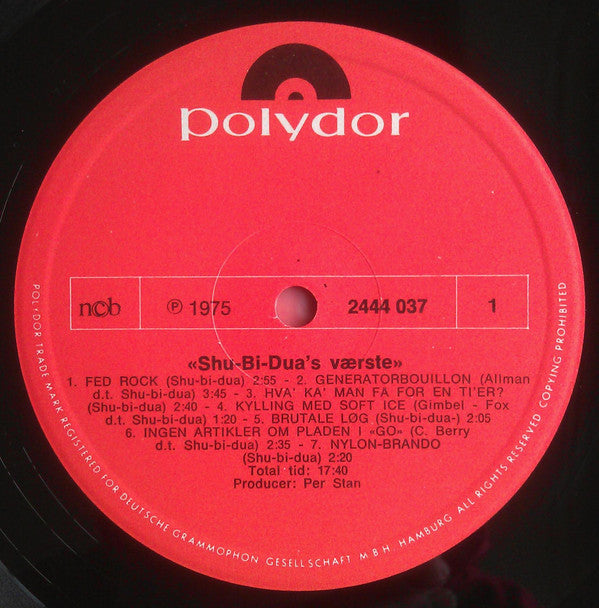 polydor
ncb ℗ 1975 2444 037 1
«Shu-Bi-Dua's værste»
1. FED ROCK (Shu-bi-dua) 2:55 - 2. GENERATORBOUILLON (Allman
d.t. Shu-bi-dua) 3:45 - 3. HVA' KA' MAN FÅ FOR EN TI'ER?
(Shu-bi-dua) 2:40 - 4. KYLLING MED SOFT ICE (Gimbel - Fox
d.t. Shu-bi-dua) 1:20 - 5. BRUTALE LØG (Shu-bi-dua-) 2:05
6. INGEN ARTIKLER OM PLADEN I «GO» (C. Berry
d.t. Shu-bi-dua) 2:35 - 7. NYLON-BRANDO
(Shu-bi-dua) 2:20
Total tid: 17:40
Producer: Per Stan
POLYDOR TRADE MARK REGISTERED FOR DEUTSCHE GRAMMOPHON GESELLSCHAFT M B H. HAMBURG ALL RIGHTS RESERVED COPYING PROHIBITED